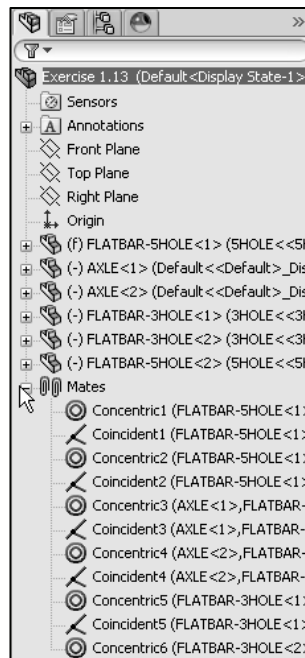 »
Exercise 1.13 (Default<Display State-1>
Sensors
A Annotations
Front Plane
Top Plane
Right Plane
Origin
(f) FLATBAR-5HOLE<1> (5HOLE<<5H
(-) AXLE<1> (Default<<Default>_Dis
(-) AXLE<2> (Default<<Default>_Dis
(-) FLATBAR-3HOLE<1> (3HOLE<<3H
(-) FLATBAR-3HOLE<2> (3HOLE<<3H
(-) FLATBAR-5HOLE<2> (5HOLE<<5H
Mates
Concentric1 (FLATBAR-5HOLE<1>
Coincident1 (FLATBAR-5HOLE<1>
Concentric2 (FLATBAR-5HOLE<1>
Coincident2 (FLATBAR-5HOLE<1>
Concentric3 (AXLE<1>,FLATBAR-
Coincident3 (AXLE<1>,FLATBAR-
Concentric4 (AXLE<2>,FLATBAR-
Coincident4 (AXLE<2>,FLATBAR-
Concentric5 (FLATBAR-3HOLE<1>
Coincident5 (FLATBAR-3HOLE<1>
Concentric6 (FLATBAR-3HOLE<2>